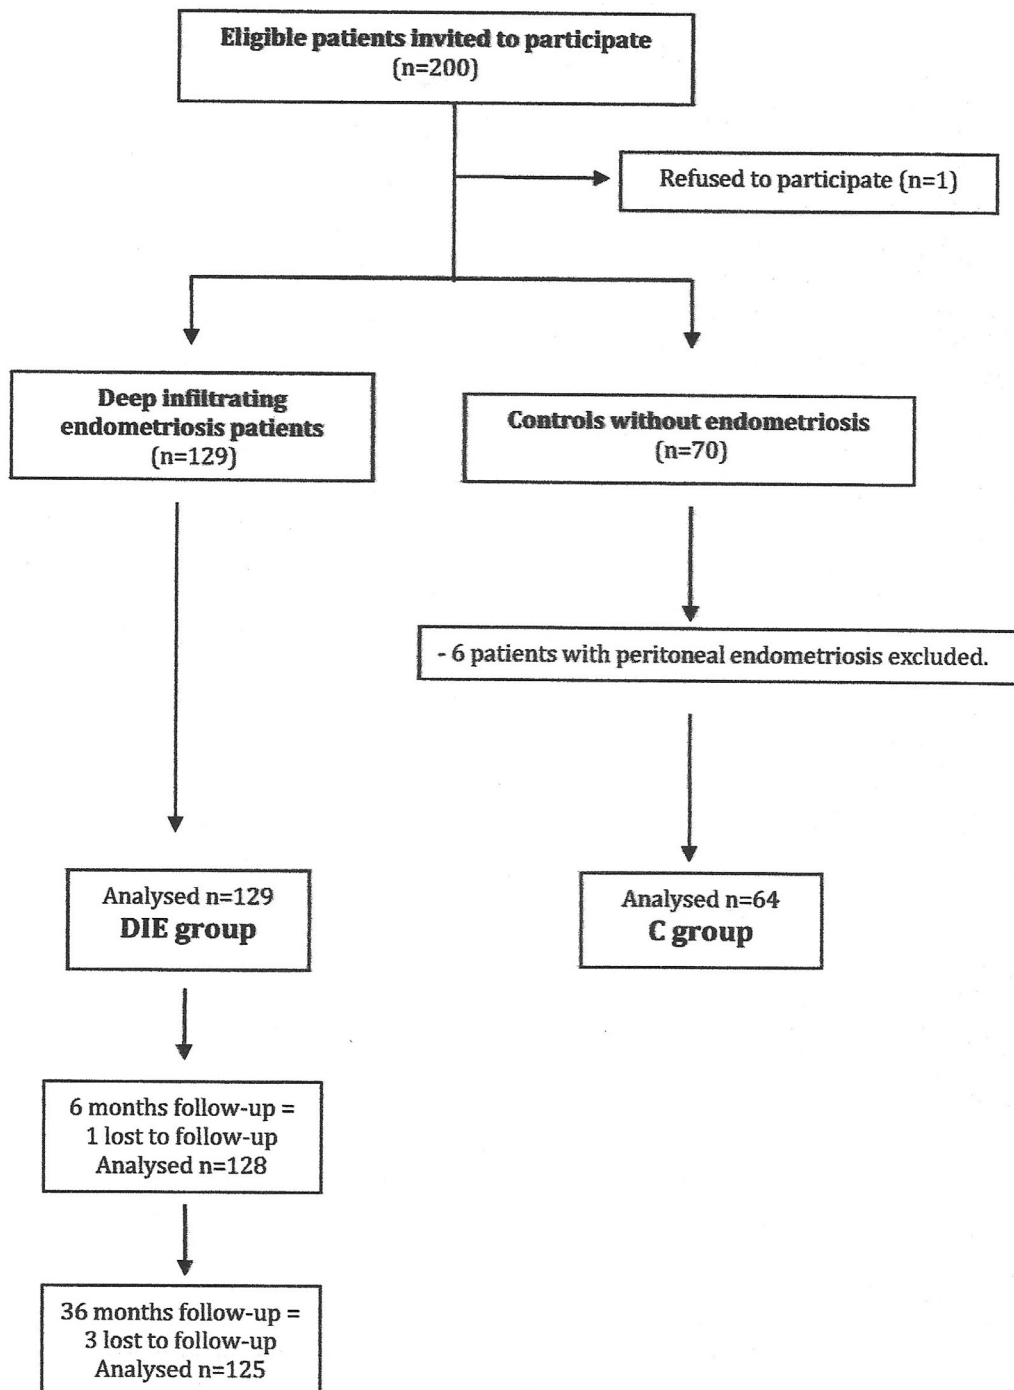 Eligible patients invited to participate
(n=200)
Refused to participate (n=1)
Deep infiltrating
endometriosis patients
(n=129)
Controls without endometriosis
(n=70)
- 6 patients with peritoneal endometriosis excluded.
Analysed n=129
DIE group
Analysed n=64
C group
6 months follow-up =
1 lost to follow-up
Analysed n=128
36 months follow-up =
3 lost to follow-up
Analysed n=125